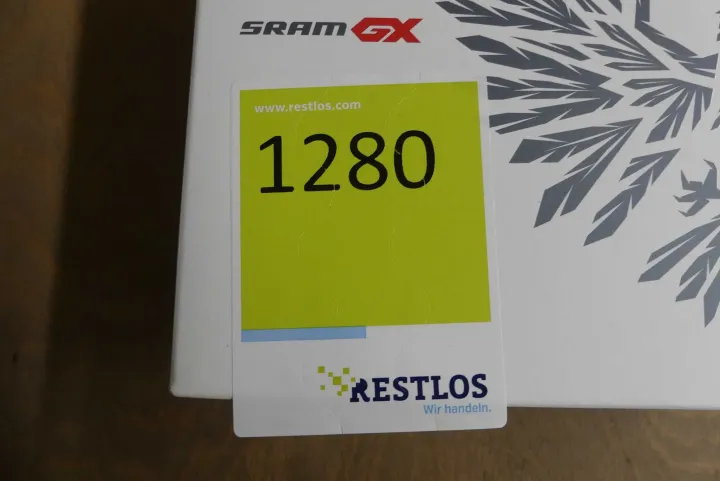 SRAM GX
www.restlos.com
1280
RESTLOS
Wir handeln.